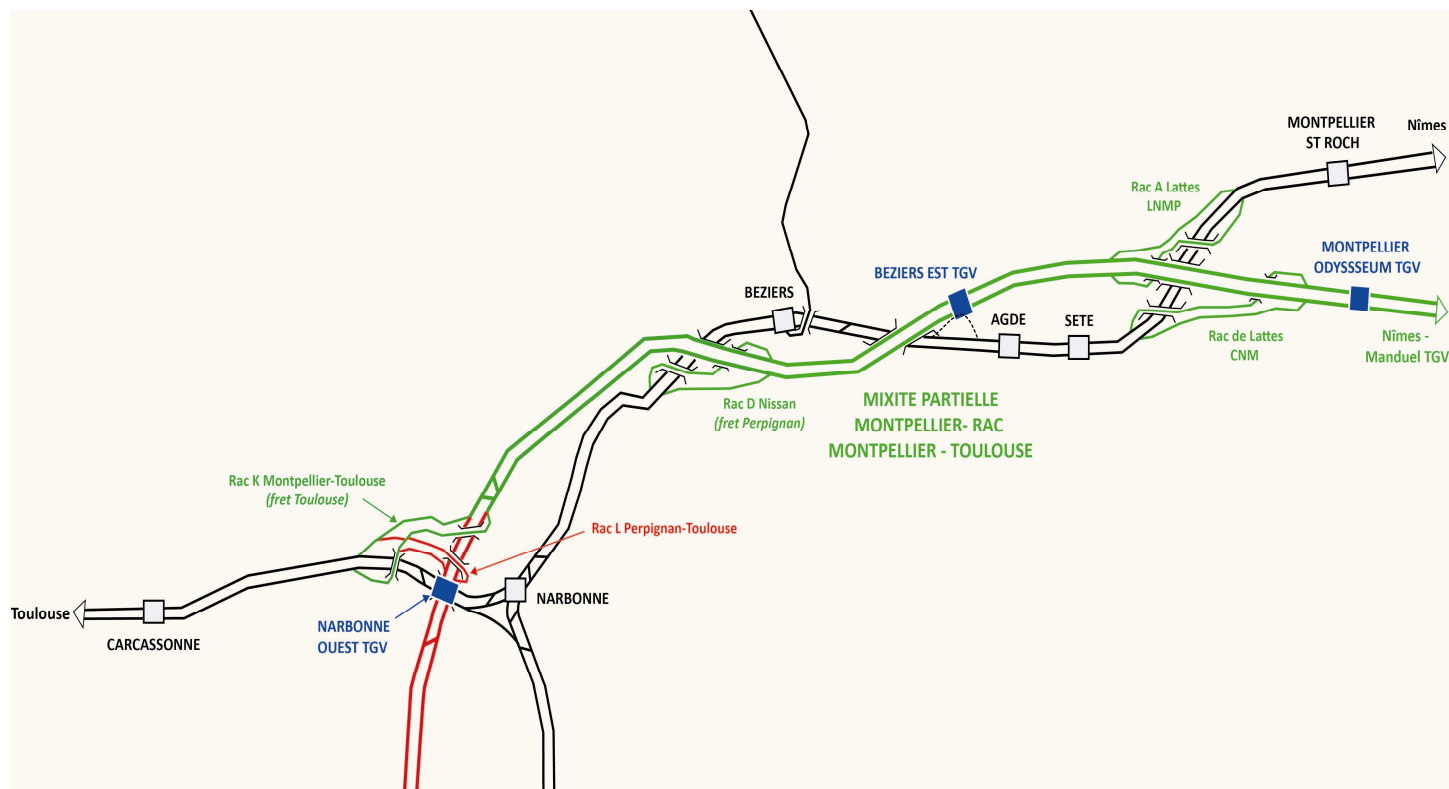 MONTPELLIER
ST ROCH
Nîmes
Rac A Lattes
LNMP
MONTPELLIER
ODYSSSEUM TGV
BEZIERS EST TGV
BEZIERS
AGDE
SETE
Rac de Lattes
CNM
Nîmes -
Manduel TGV
Rac D Nissan
(fret Perpignan)
MIXITE PARTIELLE
MONTPELLIER- RAC
MONTPELLIER - TOULOUSE
Rac K Montpellier-Toulouse
(fret Toulouse)
Rac L Perpignan-Toulouse
Toulouse
CARCASSONNE
NARBONNE
OUEST TGV
NARBONNE